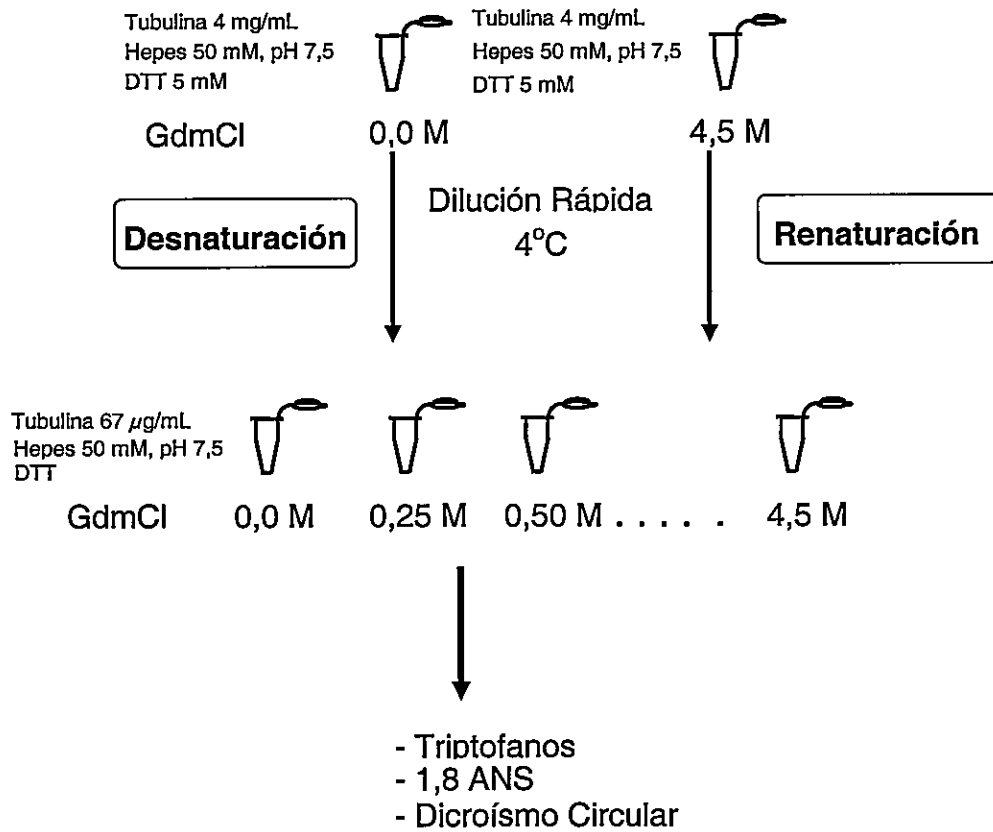 Tubulina 4 mg/mL
Hepes 50 mM, pH 7,5
DTT 5 mM
Tubulina 4 mg/mL
Hepes 50 mM, pH 7,5
DTT 5 mM
GdmCl 0,0 M 4,5 M
Desnaturación
Dilución Rápida
4°C
Renaturación
Tubulina 67 µg/mL
Hepes 50 mM, pH 7,5
DTT
GdmCl 0,0 M 0,25 M 0,50 M . . . . . 4,5 M
- Triptofanos
- 1,8 ANS
- Dicroísmo Circular